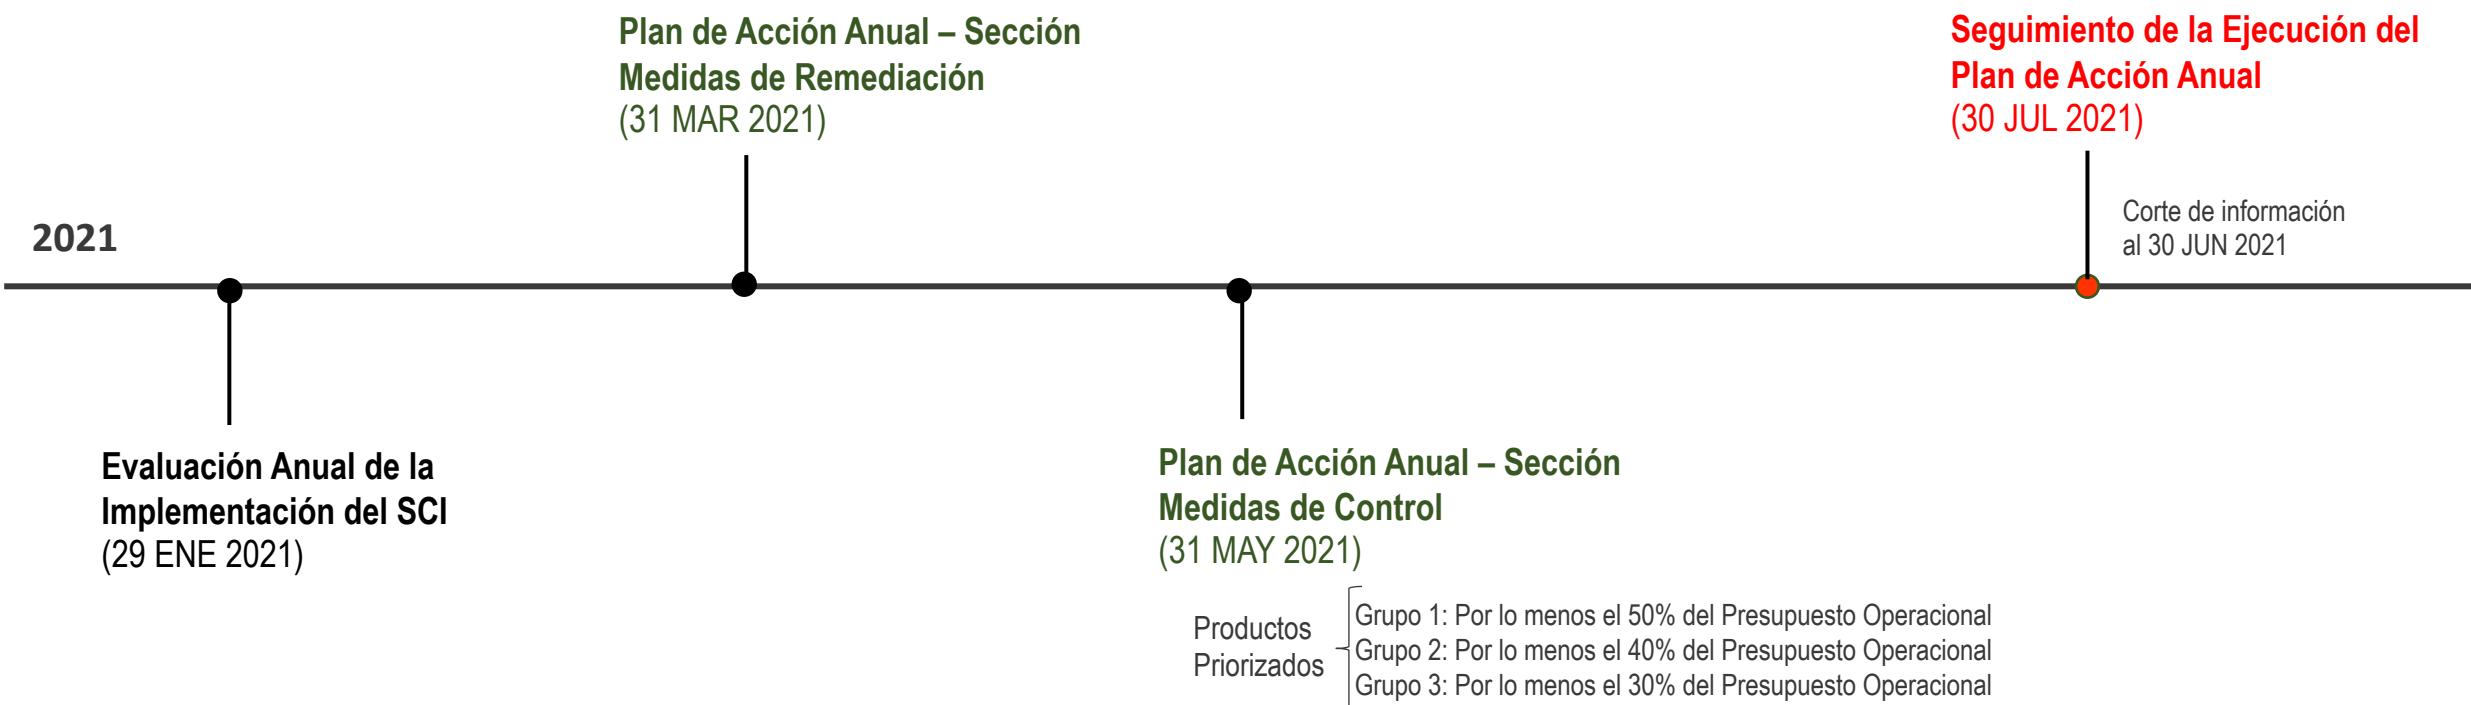 Plan de Acción Anual – Sección
Medidas de Remediación
(31 MAR 2021)
Seguimiento de la Ejecución del
Plan de Acción Anual
(30 JUL 2021)
Corte de información
al 30 JUN 2021
2021
Evaluación Anual de la
Implementación del SCI
(29 ENE 2021)
Plan de Acción Anual – Sección
Medidas de Control
(31 MAY 2021)
Productos
Priorizados
Grupo 1: Por lo menos el 50% del Presupuesto Operacional
Grupo 2: Por lo menos el 40% del Presupuesto Operacional
Grupo 3: Por lo menos el 30% del Presupuesto Operacional